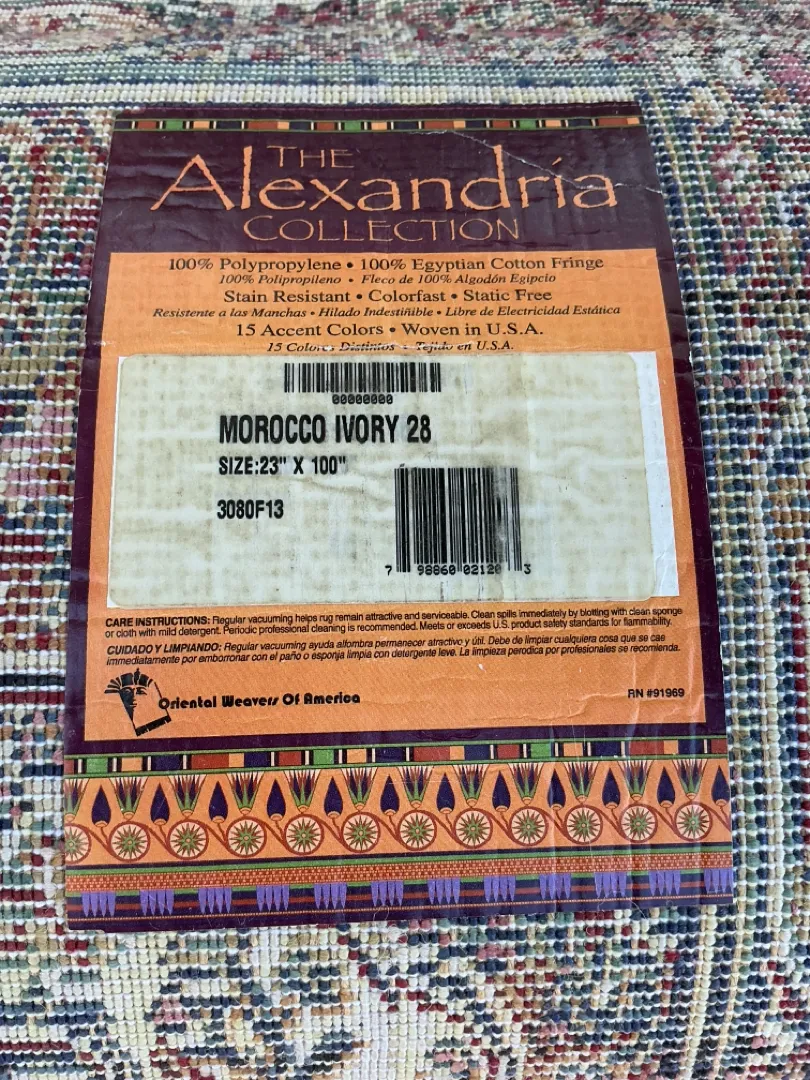 THE
Alexandria
COLLECTION
100% Polypropylene • 100% Egyptian Cotton Fringe
100% Polipropileno • Fleco de 100% Algodón Egipcio
Stain Resistant • Colorfast • Static Free
Resistente a las Manchas • Hilado Indestiñible • Libre de Electricidad Estática
15 Accent Colors • Woven in U.S.A.
15 Colores Distintos • Tejido en U.S.A.
00000000
MOROCCO IVORY 28
SIZE:23" X 100"
3080F13
7 98860 02120 3
CARE INSTRUCTIONS: Regular vacuuming helps rug remain attractive and serviceable. Clean spills immediately by blotting with clean sponge
or cloth with mild detergent. Periodic professional cleaning is recommended. Meets or exceeds U.S. product safety standards for flammability.
CUIDADO Y LIMPIANDO: Regular vacuuming ayuda alfombra permanecer atractivo y útil. Debe de limpiar cualquiera cosa que se cae
immediatamente por emborronar con el paño o esponja limpia con detergente leve. La limpieza perodica por profesionales se recomienda.
Oriental Weavers Of America
RN #91969